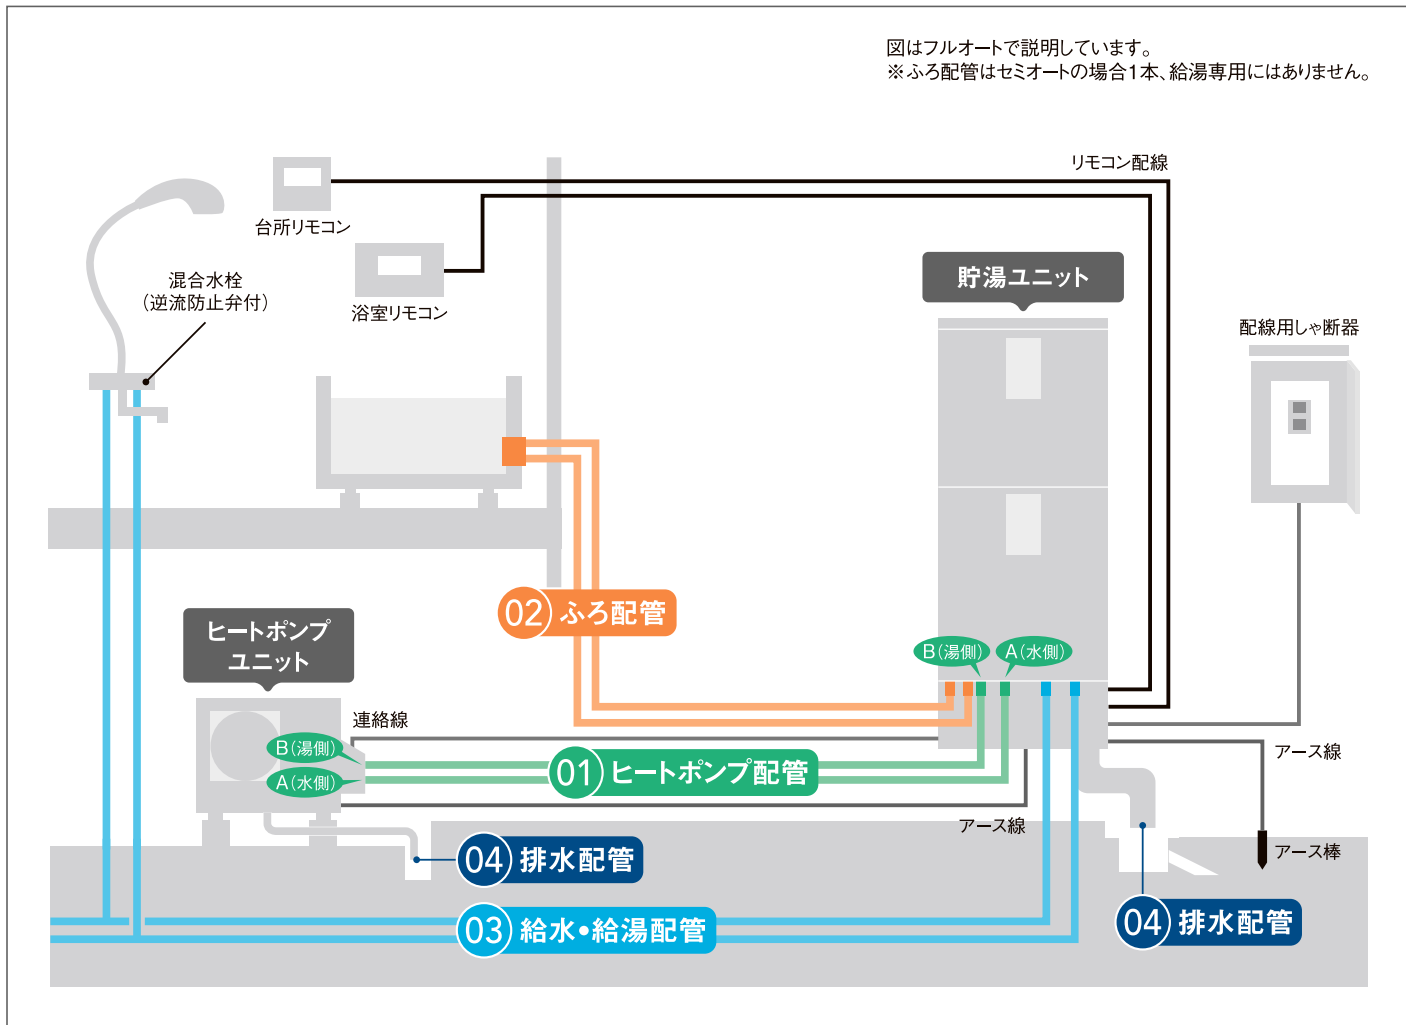 図はフルオートで説明しています。
※ふろ配管はセミオートの場合1本、給湯専用にはありません。
リモコン配線
台所リモコン
浴室リモコン
混合水栓
（逆流防止弁付）
貯湯ユニット
配線用しゃ断器
02 ふろ配管
ヒートポンプ
ユニット
B（湯側）
A（水側）
連絡線
B（湯側）
A（水側）
01 ヒートポンプ配管
アース線
アース線
アース棒
04 排水配管
03 給水・給湯配管
04 排水配管